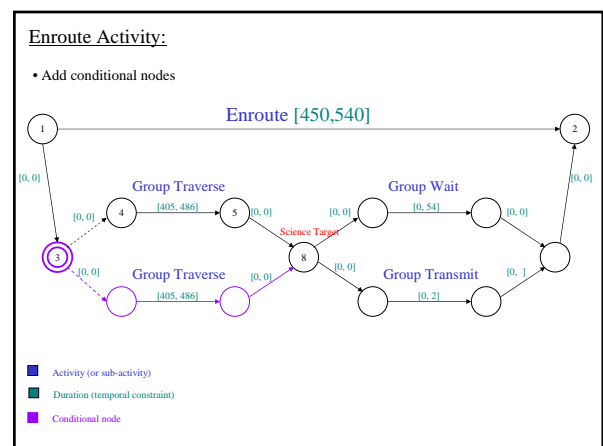 Enroute Activity:
• Add conditional nodes
Enroute [450,540]
1
2
[0, 0]
[0, 0]
Group Traverse
Group Wait
[0, 0]
4
[405, 486]
5
[0, 0]
[0, 0]
[0, 54]
[0, 0]
Science Target
3
8
[0, 0]
Group Traverse
[0, 0]
[0, 0]
Group Transmit
[0, ]
[405, 486]
[0, 2]
Activity (or sub-activity)
Duration (temporal constraint)
Conditional node